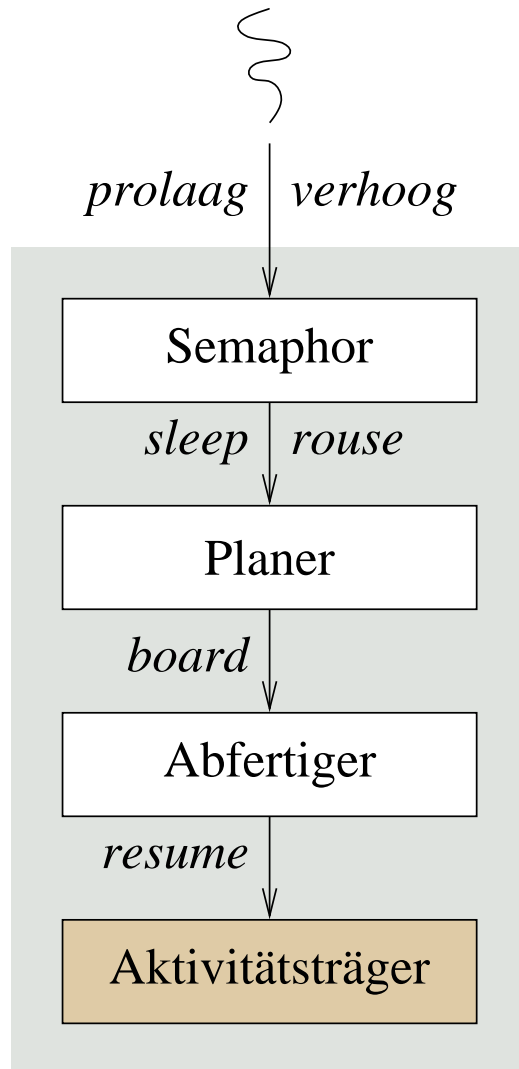 prolaag verhoog
Semaphor
sleep rouse
Planer
board
Abfertiger
resume
Aktivitätsträger